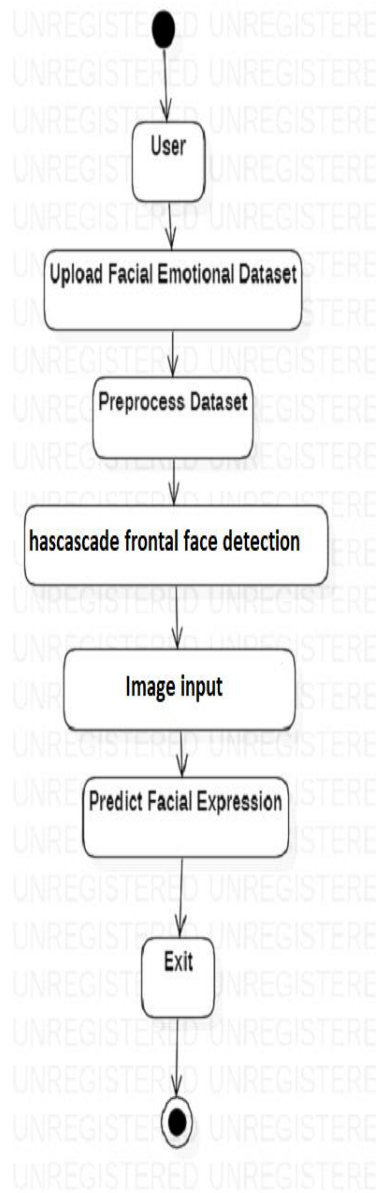 User
Upload Facial Emotional Dataset
Preprocess Dataset
hascascade frontal face detection
Image input
Predict Facial Expression
Exit